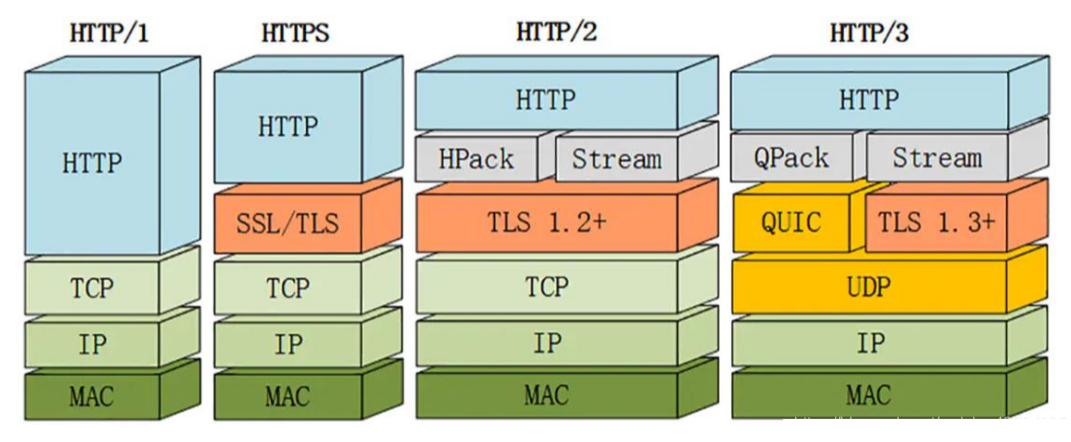 HTTP/1 HTTPS HTTP/2 HTTP/3
HTTP HTTP HTTP HTTP
HPack Stream QPack Stream
SSL/TLS TLS 1.2+ QUIC TLS 1.3+
TCP TCP TCP UDP
IP IP IP IP
MAC MAC MAC MAC